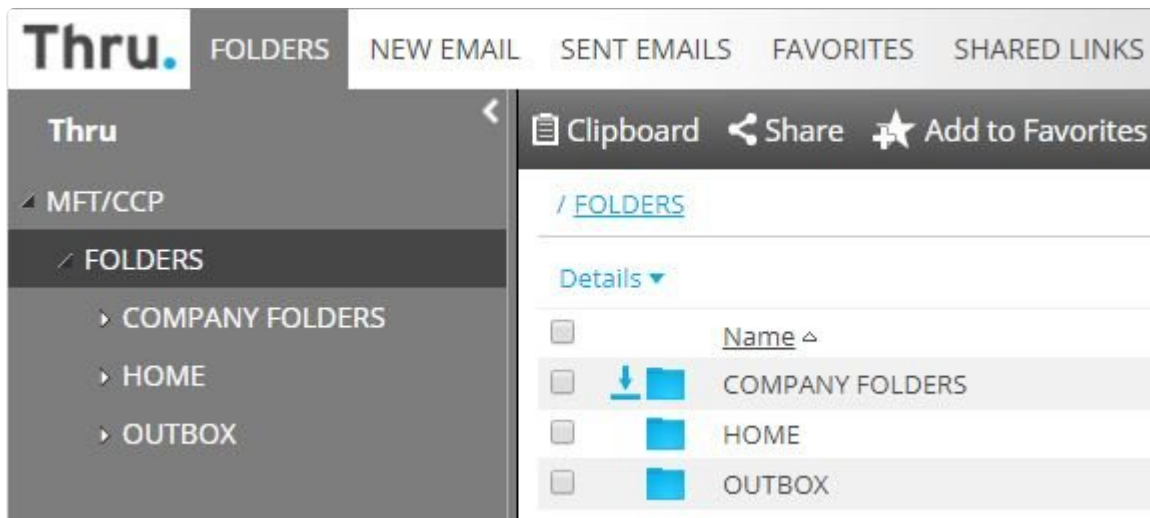 Thru. FOLDERS NEW EMAIL SENT EMAILS FAVORITES SHARED LINKS
Thru
Clipboard Share Add to Favorites
MFT/CCP
FOLDERS
COMPANY FOLDERS
HOME
OUTBOX
/ FOLDERS
Details
Name
COMPANY FOLDERS
HOME
OUTBOX